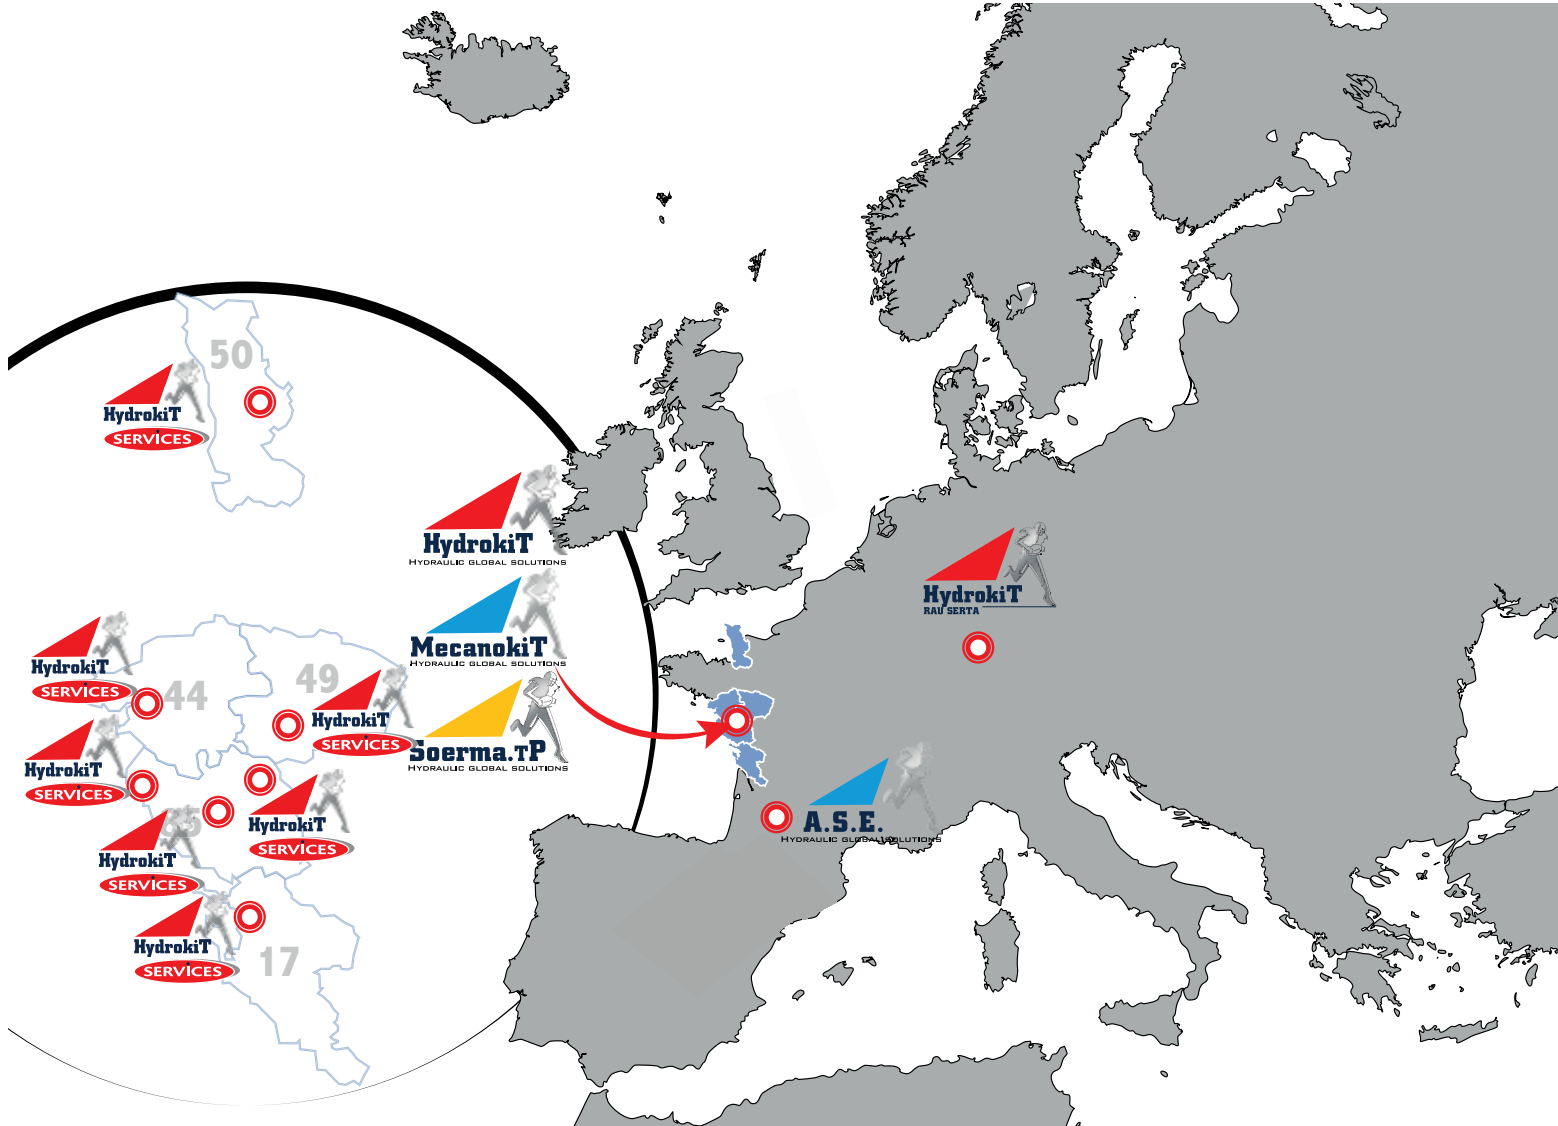 50
HydrokiT
SERViCES
HydrokiT
HYDRAULIC GLOBAL SOLUTIONS
MecanokiT
HYDRAULIC GLOBAL SOLUTIONS
Soerma.TP
HYDRAULIC GLOBAL SOLUTIONS
HydrokiT
RAU SERTA
A.S.E.
HYDRAULIC GLOBAL SOLUTIONS
HydrokiT
SERViCES
44
49
HydrokiT
SERViCES
HydrokiT
SERViCES
HydrokiT
SERViCES
85
HydrokiT
SERViCES
HydrokiT
SERViCES
17